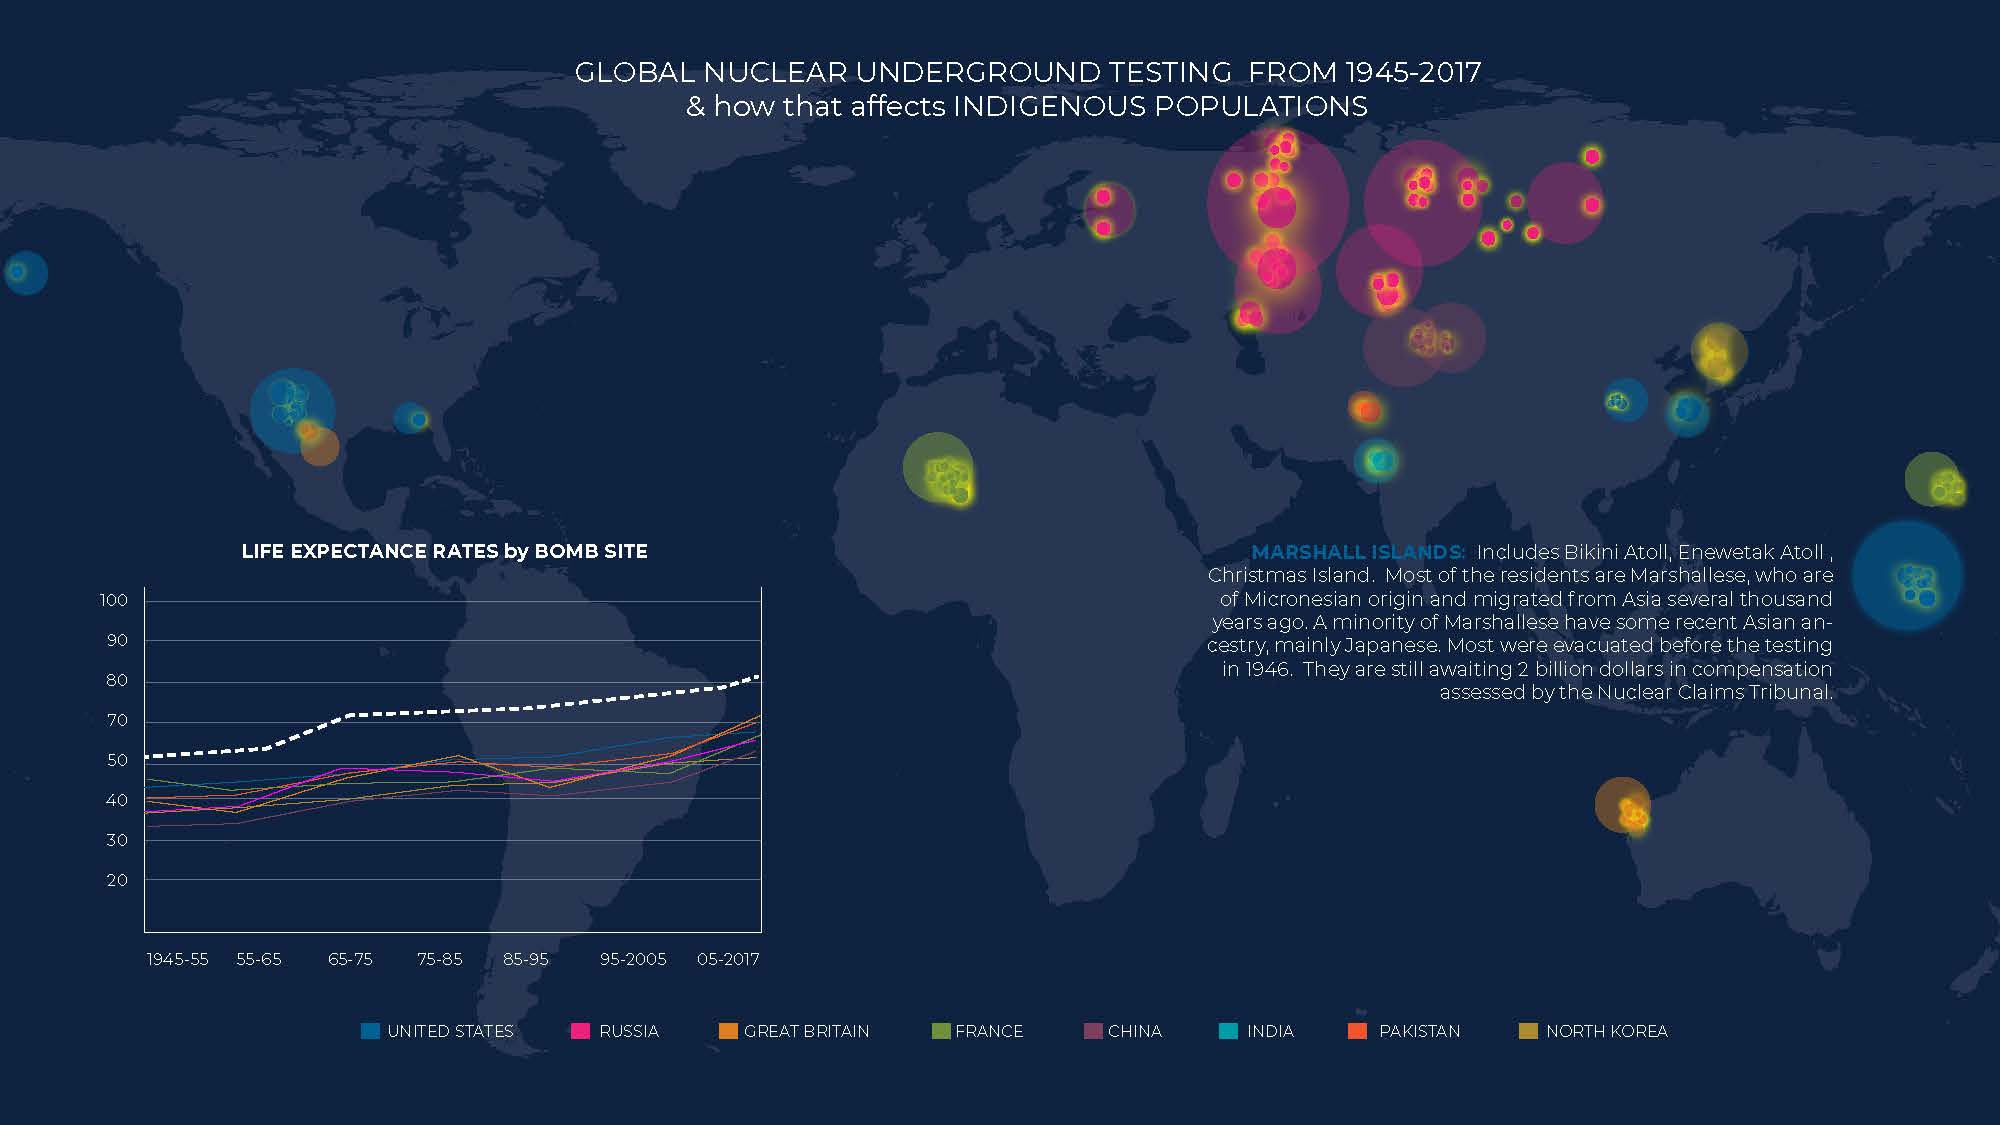 GLOBAL NUCLEAR UNDERGROUND TESTING FROM 1945-2017
& how that affects INDIGENOUS POPULATIONS
LIFE EXPECTANCE RATES by BOMB SITE
100
90
80
70
50
40
30
20
1945-55 55-65 65-75 75-85 85-95 95-2005 05-2017
MARSHALL ISLANDS: Includes Bikini Atoll, Enewetak Atoll ,
Christmas Island. Most of the residents are Marshallese, who are
of Micronesian origin and migrated from Asia several thousand
years ago. A minority of Marshallese have some recent Asian an-
cestry, mainly Japanese. Most were evacuated before the testing
in 1946. They are still awaiting 2 billion dollars in compensation
assessed by the Nuclear Claims Tribunal.
UNITED STATES RUSSIA GREAT BRITAIN FRANCE CHINA INDIA PAKISTAN NORTH KOREA